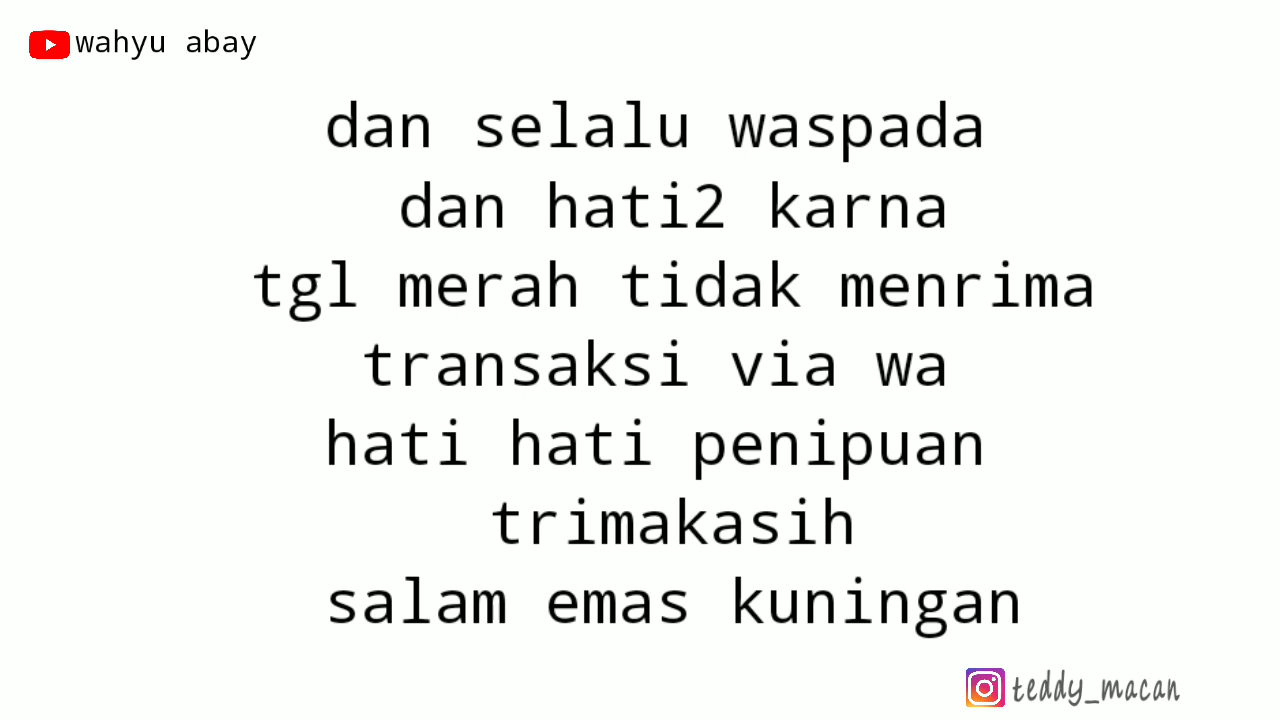 wahyu abay
dan selalu waspada
dan hati2 karna
tgl merah tidak menrima
transaksi via wa
hati hati penipuan
trimakasih
salam emas kuningan
teddy_macan